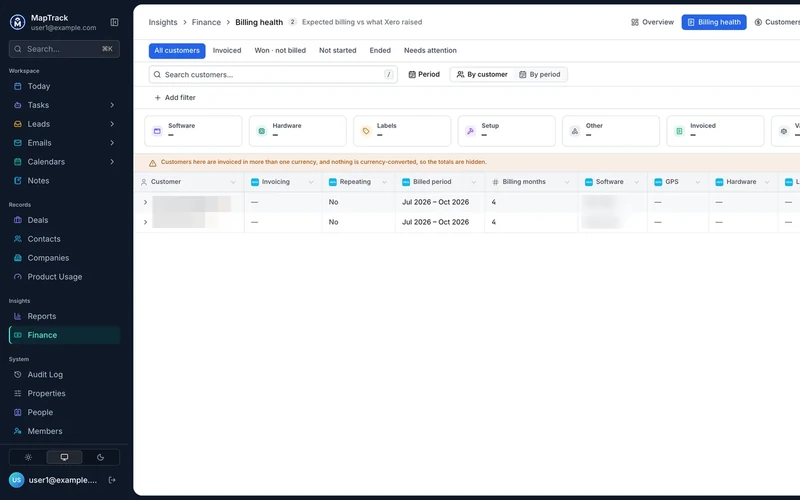 MapTrack
user1@example.com
Search...
⌘K
Workspace
Today
Tasks
Leads
Emails
Calendars
Notes
Records
Deals
Contacts
Companies
Product Usage
Insights
Reports
Finance
System
Audit Log
Properties
People
Members
US
user1@example....
Insights > Finance > Billing health 2 Expected billing vs what Xero raised
Overview
Billing health
Customers
All customers
Invoiced
Won · not billed
Not started
Ended
Needs attention
Search customers...
/
Period
By customer
By period
+ Add filter
Software
–
Hardware
–
Labels
–
Setup
–
Other
–
Invoiced
–
–
Customers here are invoiced in more than one currency, and nothing is currency-converted, so the totals are hidden.
Customer Invoicing Repeating Billed period # Billing months Software GPS Hardware
— No Jul 2026 – Oct 2026 4 — — —
— No Jul 2026 – Oct 2026 4 — — —